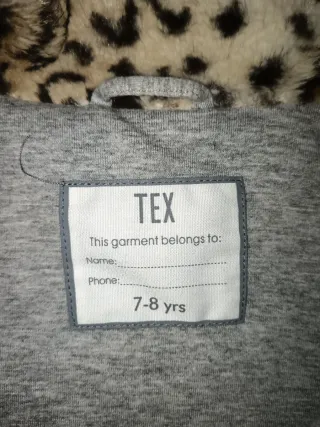 TEX
This garment belongs to:
Name:
Phone:
7-8 yrs